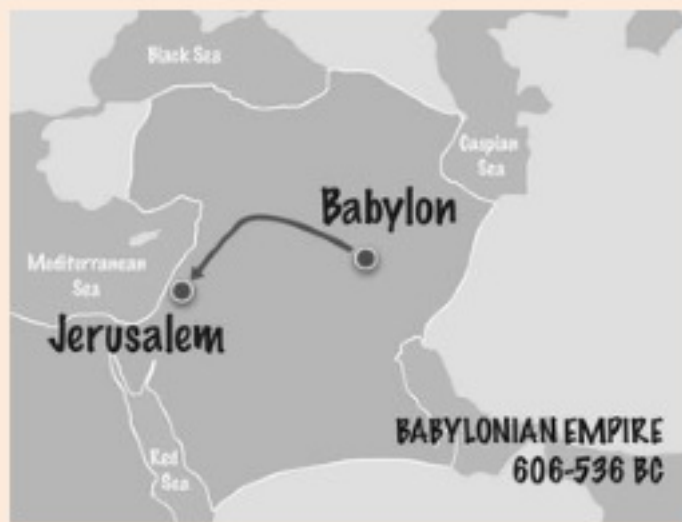 Black Sea
Caspian
Sea
Babylon
Mediterranean
Sea
Jerusalem
BABYLONIAN EMPIRE
606-536 BC
Red
Sea